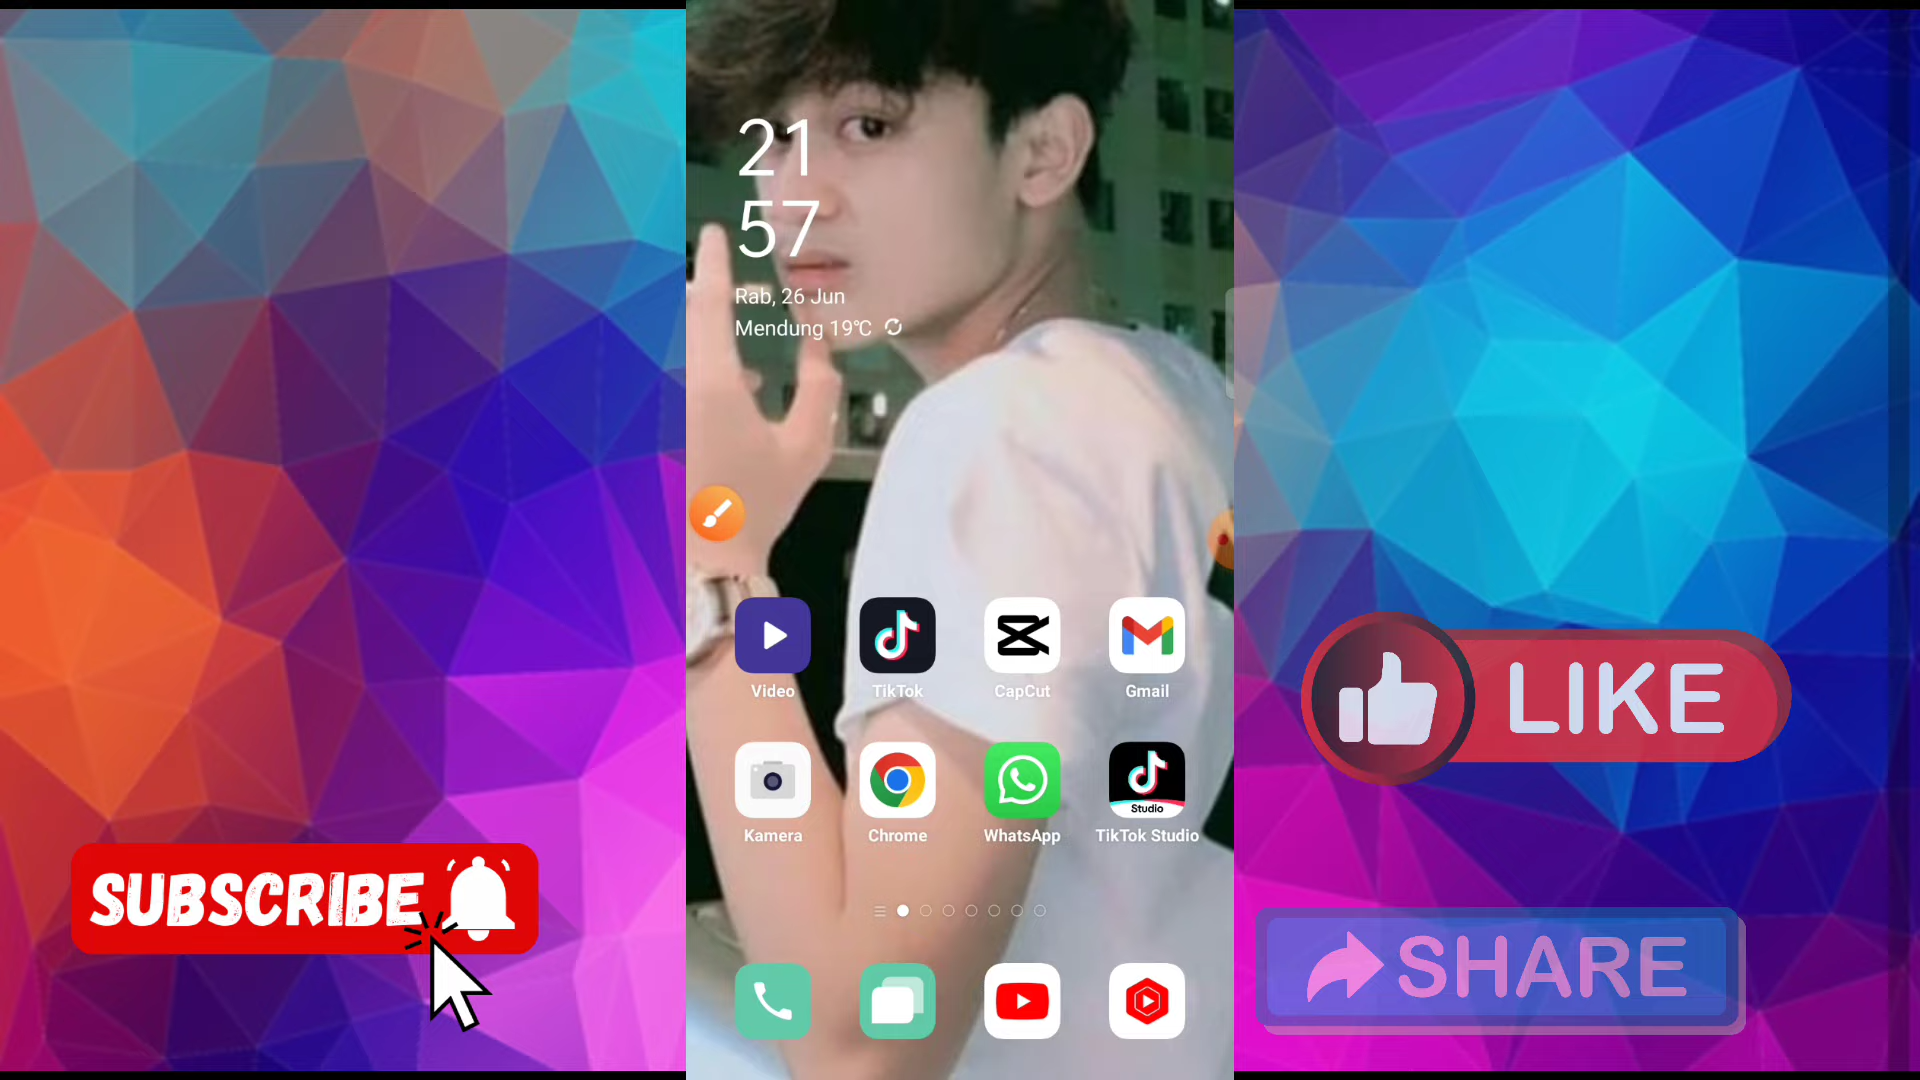 21
57
Rab, 26 Jun
Mendung 19℃
Video
TikTok
CapCut
Gmail
Studio
Kamera
Chrome
WhatsApp
TikTok Studio
SUBSCRIBE
LIKE
SHARE